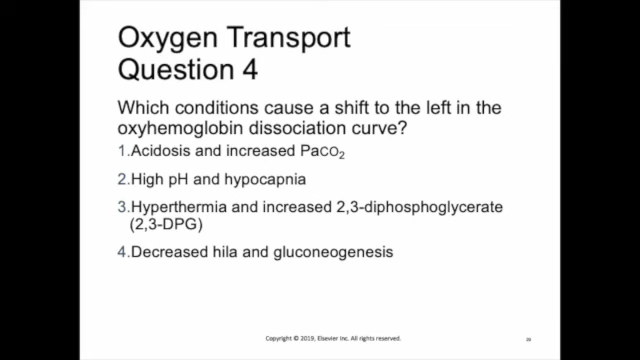 Oxygen Transport
Question 4
Which conditions cause a shift to the left in the
oxyhemoglobin dissociation curve?
1.Acidosis and increased PaCO₂
2.High pH and hypocapnia
3.Hyperthermia and increased 2,3-diphosphoglycerate
(2,3-DPG)
4.Decreased hila and gluconeogenesis
Copyright © 2019, Elsevier Inc. All rights reserved.